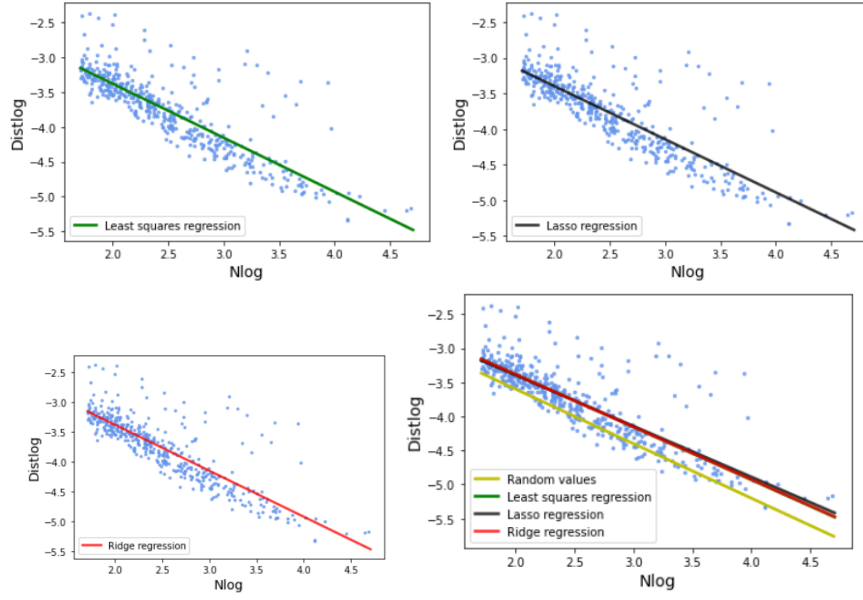 −2.5
−3.0
−3.5
−4.0
−4.5
−5.0
−5.5
Distlog
Least squares regression
2.0 2.5 3.0 3.5 4.0 4.5
Nlog
−2.5
−3.0
−3.5
−4.0
−4.5
−5.0
−5.5
Distlog
Lasso regression
2.0 2.5 3.0 3.5 4.0 4.5
Nlog
−2.5
−3.0
−3.5
−4.0
−4.5
−5.0
−5.5
Distlog
Ridge regression
2.0 2.5 3.0 3.5 4.0 4.5
Nlog
−2.5
−3.0
−3.5
−4.0
−4.5
−5.0
−5.5
Distlog
Random values
Least squares regression
Lasso regression
Ridge regression
2.0 2.5 3.0 3.5 4.0 4.5
Nlog